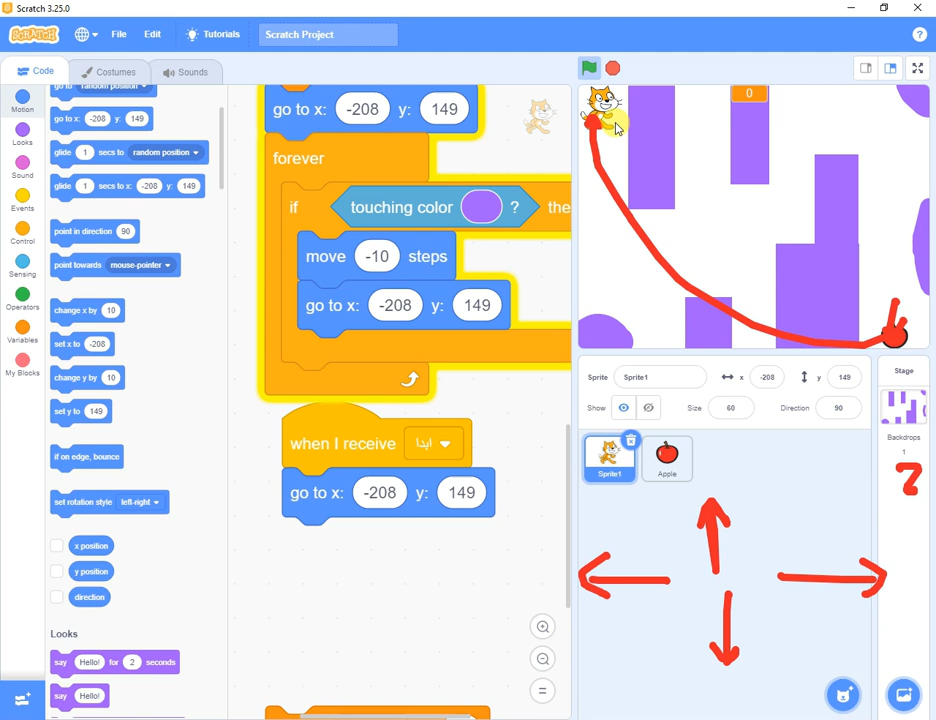 Scratch 3.25.0
SCRATCH File Edit Tutorials Scratch Project ?
Code Costumes Sounds
Motion
Looks
Sound
Events
Control
Sensing
Operators
Variables
My Blocks
go to random position
go to x: -208 y: 149
glide 1 secs to random position
glide 1 secs to x: -208 y: 149
point in direction 90
point towards mouse-pointer
change x by 10
set x to -208
change y by 10
set y to 149
if on edge, bounce
set rotation style left-right
x position
y position
direction
Looks
say Hello! for 2 seconds
say Hello!
go to x: -208 y: 149
forever
if touching color ? the
move -10 steps
go to x: -208 y: 149
when I receive ابدا
go to x: -208 y: 149
0
Sprite Sprite1 x -208 y 149
Show Size 60 Direction 90
Sprite1
Apple
Stage
Backdrops
1
?